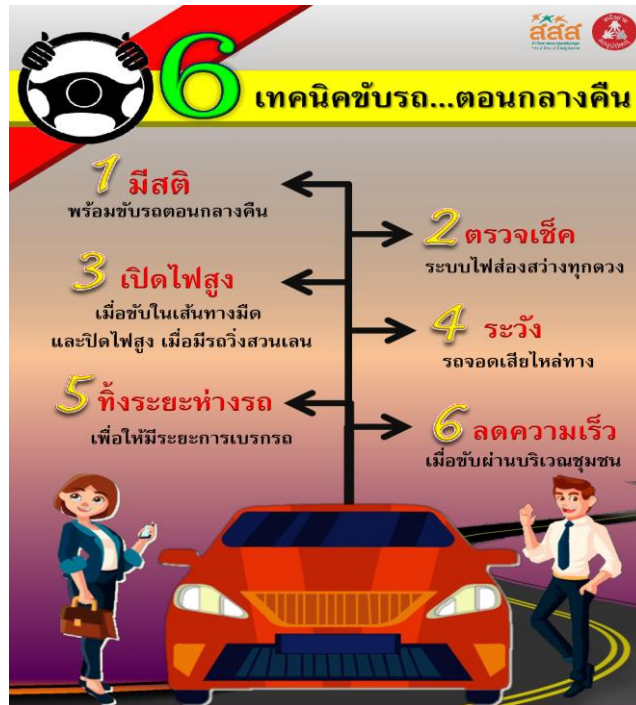 สสส
6 เทคนิคขับรถ...ตอนกลางคืน
1 มีสติ
พร้อมขับรถตอนกลางคืน
2 ตรวจเช็ค
ระบบไฟส่องสว่างทุกดวง
3 เปิดไฟสูง
เมื่อขับในเส้นทางมืด
และปิดไฟสูง เมื่อมีรถวิ่งสวนเลน
4 ระวัง
รถจอดเสียไหล่ทาง
5 ทิ้งระยะห่างรถ
เพื่อให้มีระยะการเบรกรถ
6 ลดความเร็ว
เมื่อขับผ่านบริเวณชุมชน